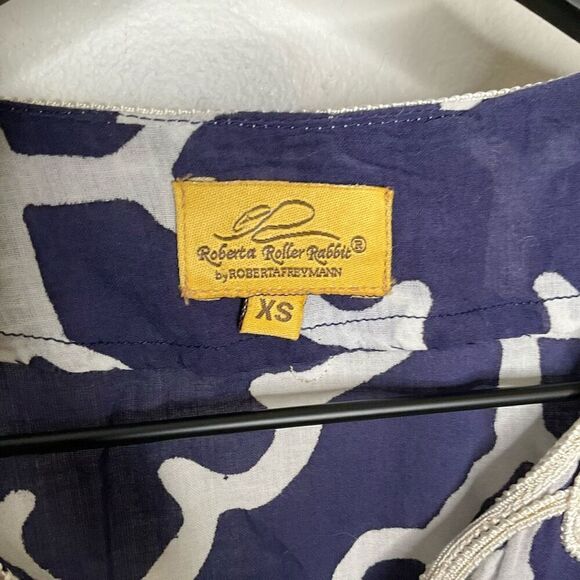 Roberta Roller Rabbit®
by ROBERTAFREYMANN
XS